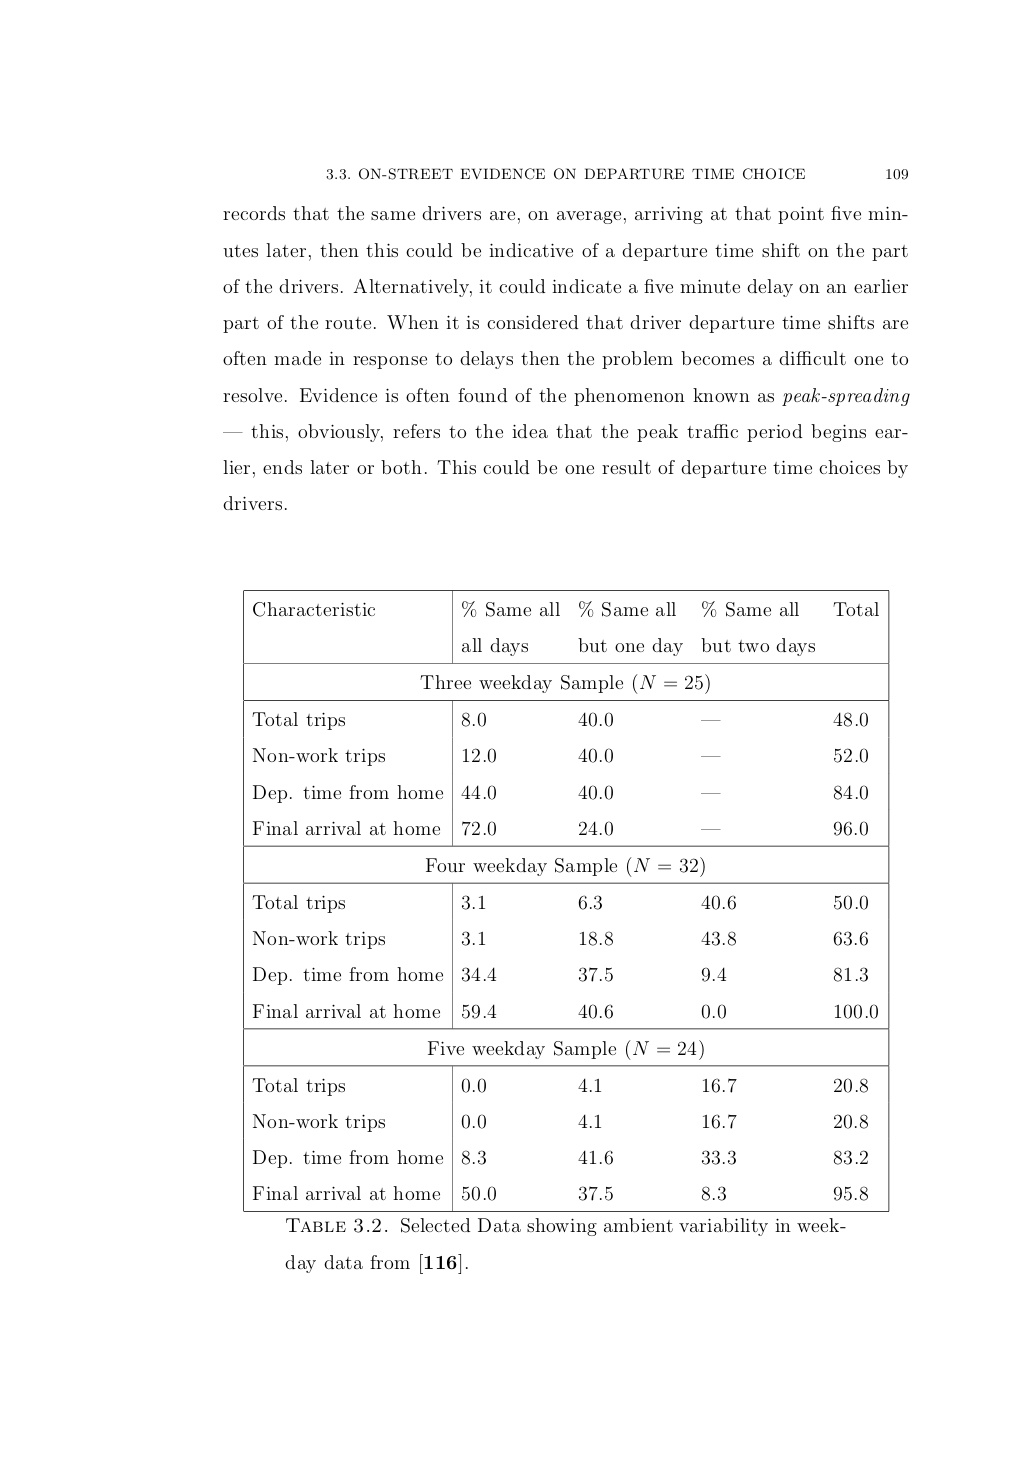 3.3. ON-STREET EVIDENCE ON DEPARTURE TIME CHOICE 109
records that the same drivers are, on average, arriving at that point five min-
utes later, then this could be indicative of a departure time shift on the part
of the drivers. Alternatively, it could indicate a five minute delay on an earlier
part of the route. When it is considered that driver departure time shifts are
often made in response to delays then the problem becomes a difficult one to
resolve. Evidence is often found of the phenomenon known as peak-spreading
— this, obviously, refers to the idea that the peak traffic period begins ear-
lier, ends later or both. This could be one result of departure time choices by
drivers.
Characteristic % Same all % Same all % Same all Total
all days but one day but two days
Three weekday Sample (N = 25)
Total trips 8.0 40.0 — 48.0
Non-work trips 12.0 40.0 — 52.0
Dep. time from home 44.0 40.0 — 84.0
Final arrival at home 72.0 24.0 — 96.0
Four weekday Sample (N = 32)
Total trips 3.1 6.3 40.6 50.0
Non-work trips 3.1 18.8 43.8 63.6
Dep. time from home 34.4 37.5 9.4 81.3
Final arrival at home 59.4 40.6 0.0 100.0
Five weekday Sample (N = 24)
Total trips 0.0 4.1 16.7 20.8
Non-work trips 0.0 4.1 16.7 20.8
Dep. time from home 8.3 41.6 33.3 83.2
Final arrival at home 50.0 37.5 8.3 95.8
TABLE 3.2. Selected Data showing ambient variability in week-
day data from [116].